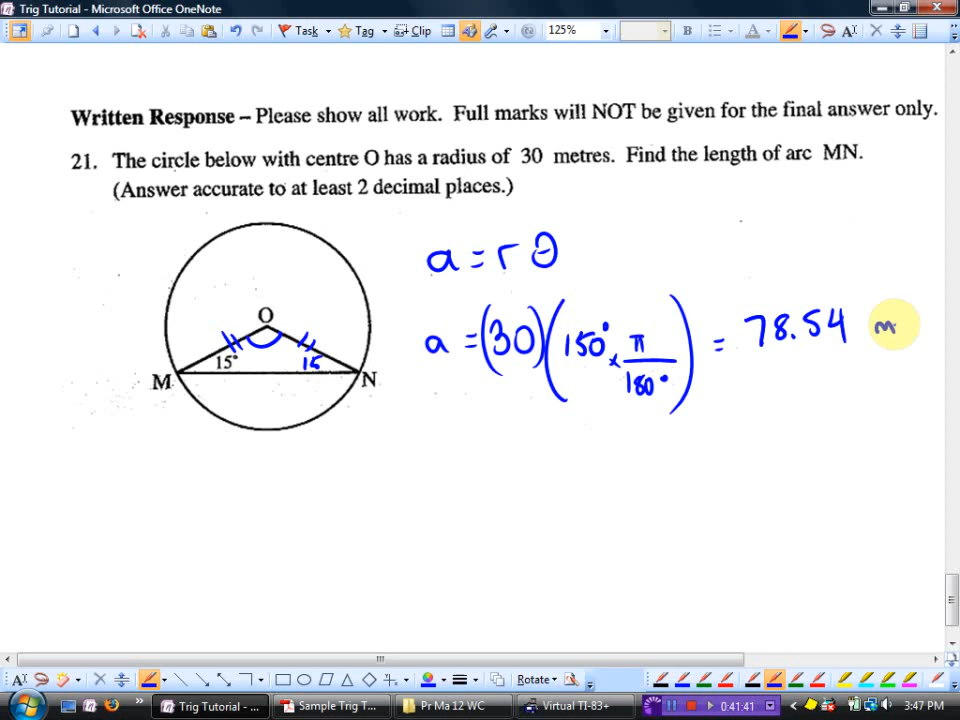 Trig Tutorial - Microsoft Office OneNote
Task
Tag
Clip
125%
Written Response – Please show all work. Full marks will NOT be given for the final answer only.
21. The circle below with centre O has a radius of 30 metres. Find the length of arc MN.
(Answer accurate to at least 2 decimal places.)
a = r θ
O
a = (30)(150° × π/180°) = 78.54 m
15°
15
M
N
Rotate
Trig Tutorial - ...
Sample Trig T...
Pr Ma 12 WC
Virtual TI-83+
0:41:41
3:47 PM